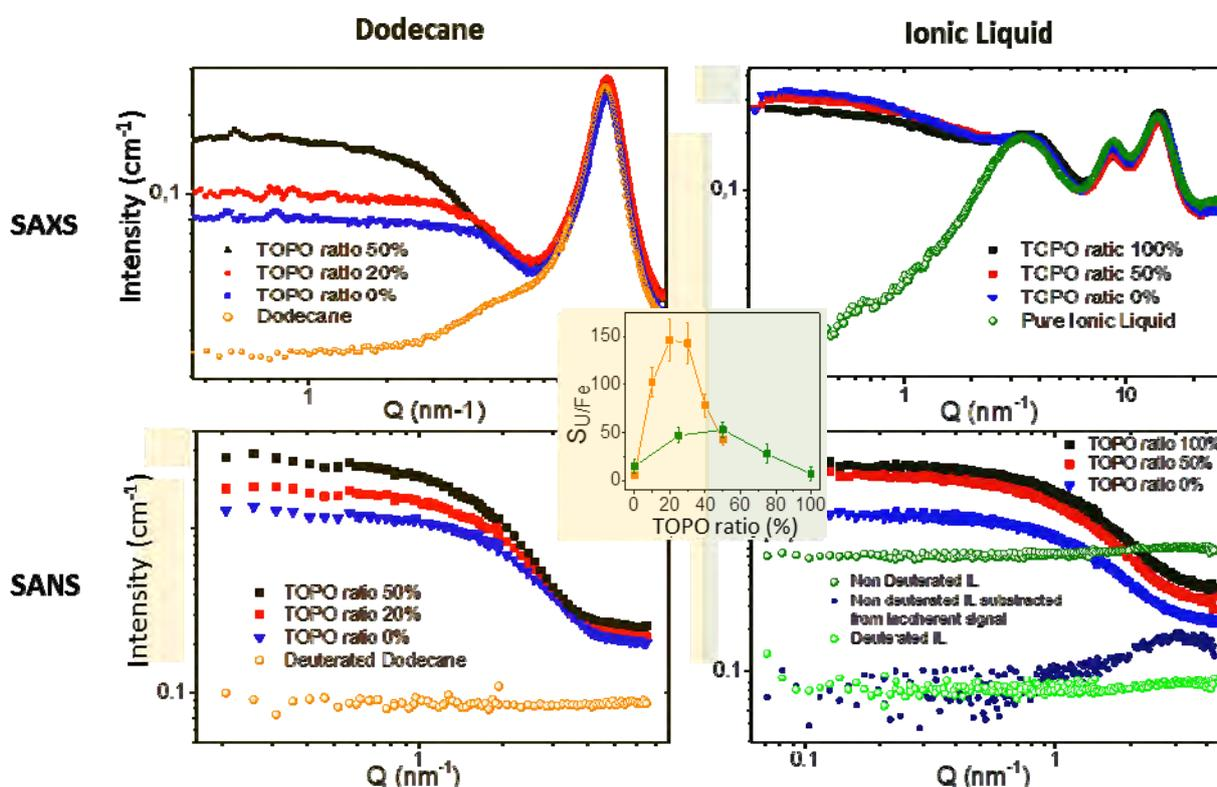 Dodecane
Ionic Liquid
SAXS
Intensity (cm-1)
0,1
TOPO ratio 50%
TOPO ratio 20%
TOPO ratio 0%
Dodecane
1
Q (nm-1)
0,1
TCPO ratic 100%
TCPO ratic 50%
TCPO ratic 0%
Pure Ionic Liquid
1
10
Q (nm-1)
SU/Fe
150
100
50
0
0
20
40
60
80
100
TOPO ratio (%)
SANS
Intensity (cm-1)
0.1
TOPO ratio 50%
TOPO ratio 20%
TOPO ratio 0%
Deuterated Dodecane
1
Q (nm-1)
TOPO ratio 100%
TOPO ratio 50%
TOPO ratio 0%
Non Deuterated IL
Non deuterated IL substracted
from incoherent signal
Deuterated IL
0.1
0.1
1
Q (nm-1)